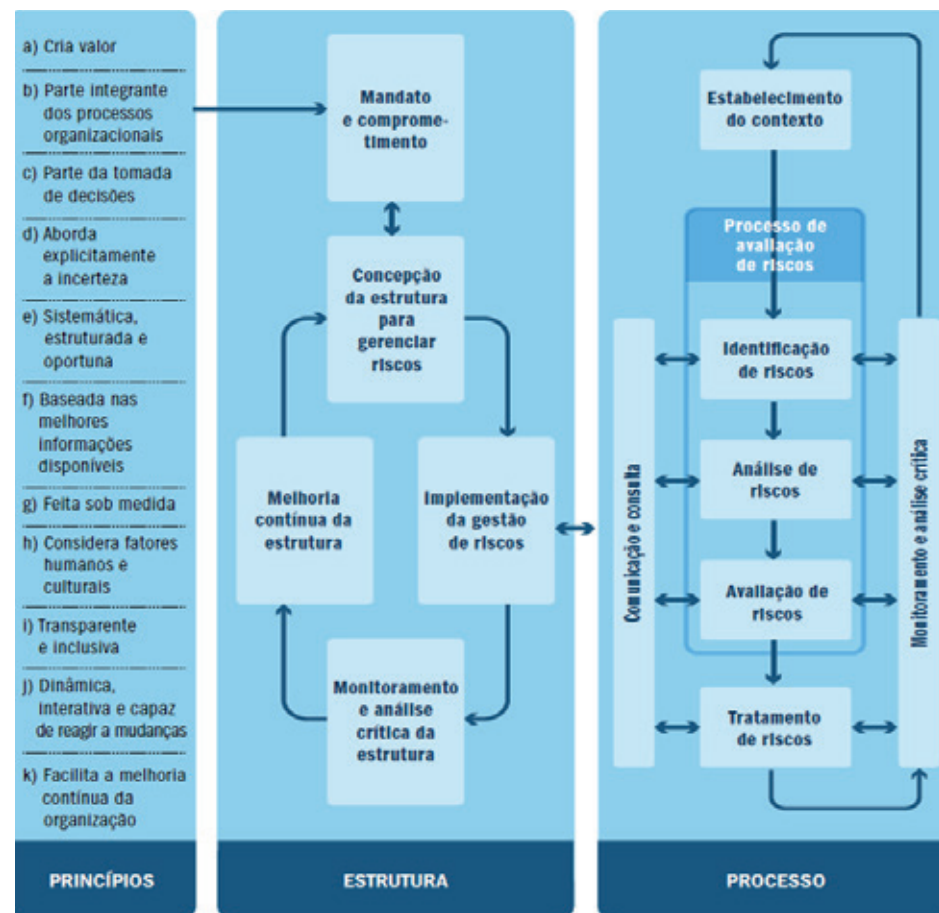 a) Cria valor
b) Parte integrante
dos processos
organizacionais
c) Parte da tomada
de decisões
d) Aborda
explicitamente
a incerteza
e) Sistemática,
estruturada e
oportuna
f) Baseada nas
melhores
informações
disponíveis
g) Feita sob medida
h) Considera fatores
humanos e
culturais
i) Transparente
e inclusiva
j) Dinâmica,
interativa e capaz
de reagir a mudanças
k) Facilita a melhoria
contínua da
organização
PRINCÍPIOS
Mandato
e comprome-
timento
Concepção
da estrutura
para
gerenciar
riscos
Melhoria
contínua da
estrutura
Implementação
da gestão
de riscos
Monitoramento
e análise
crítica da
estrutura
ESTRUTURA
Estabelecimento
do contexto
Processo de
avaliação
de riscos
Comunicação e consulta
Identificação
de riscos
Análise de
riscos
Avaliação de
riscos
Tratamento
de riscos
Monitoramento e análise crítica
PROCESSO